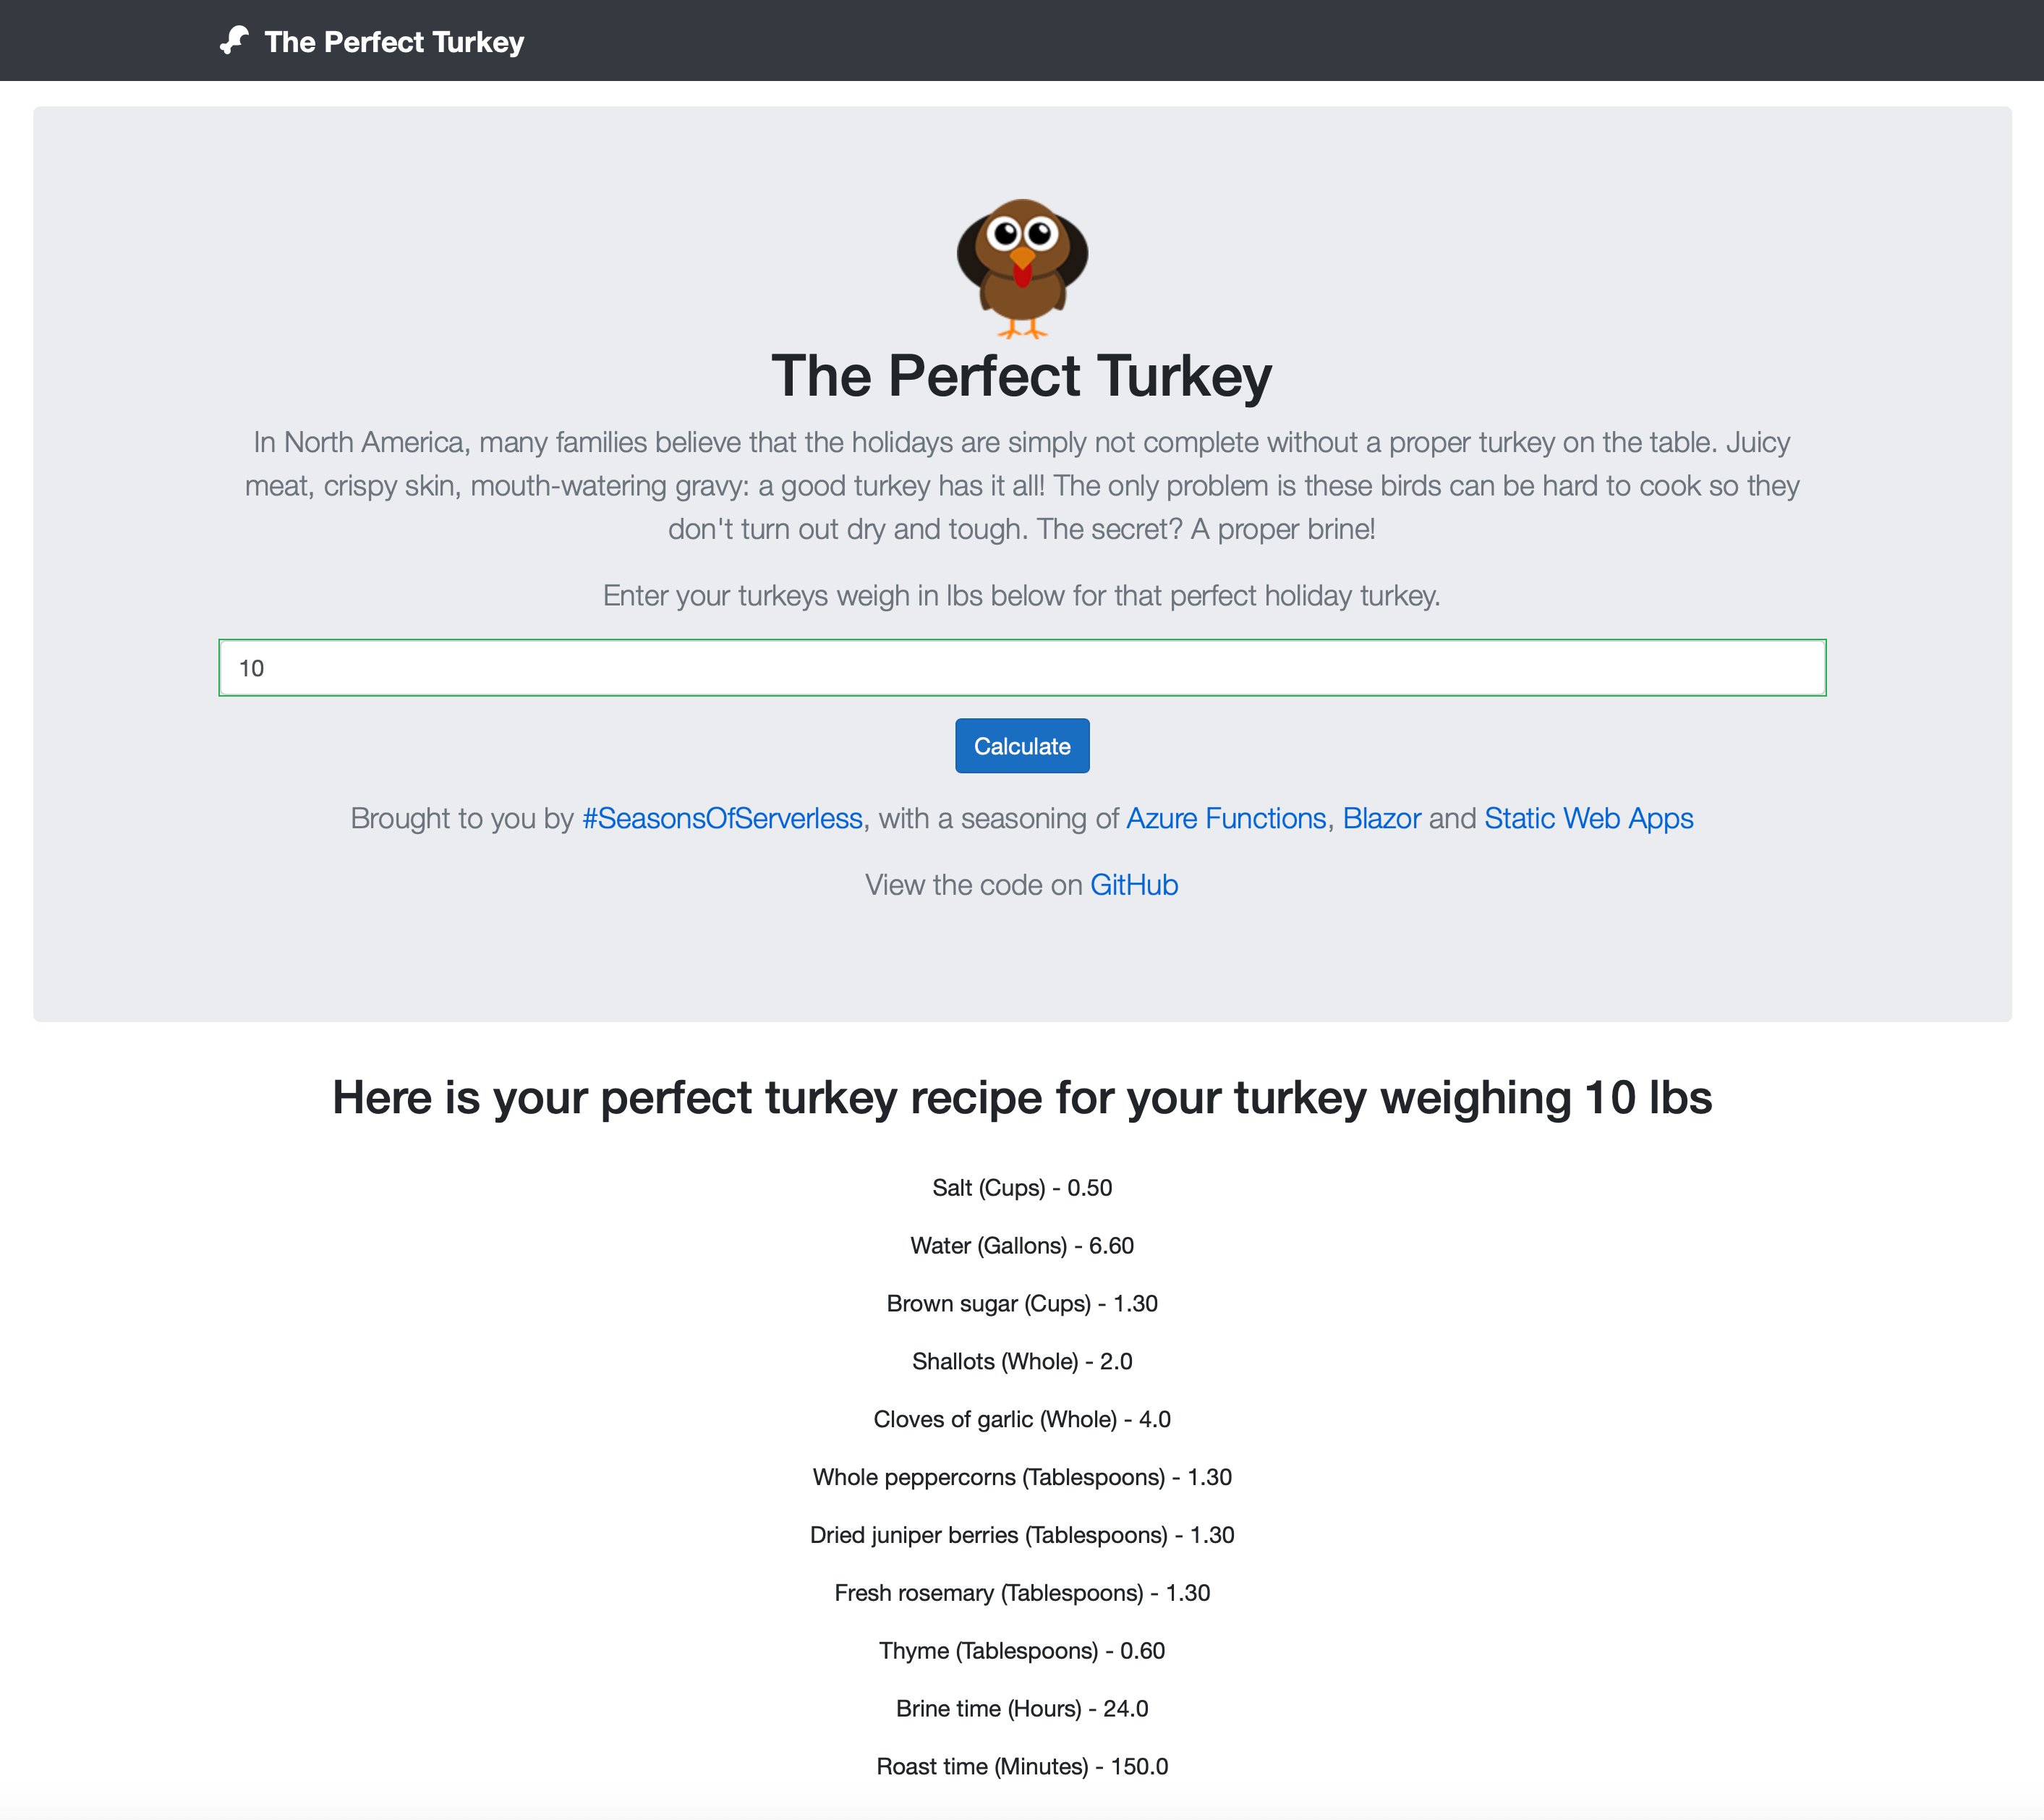 The Perfect Turkey
The Perfect Turkey
In North America, many families believe that the holidays are simply not complete without a proper turkey on the table. Juicy
meat, crispy skin, mouth-watering gravy: a good turkey has it all! The only problem is these birds can be hard to cook so they
don't turn out dry and tough. The secret? A proper brine!
Enter your turkeys weigh in lbs below for that perfect holiday turkey.
10
Calculate
Brought to you by #SeasonsOfServerless, with a seasoning of Azure Functions, Blazor and Static Web Apps
View the code on GitHub
Here is your perfect turkey recipe for your turkey weighing 10 lbs
Salt (Cups) - 0.50
Water (Gallons) - 6.60
Brown sugar (Cups) - 1.30
Shallots (Whole) - 2.0
Cloves of garlic (Whole) - 4.0
Whole peppercorns (Tablespoons) - 1.30
Dried juniper berries (Tablespoons) - 1.30
Fresh rosemary (Tablespoons) - 1.30
Thyme (Tablespoons) - 0.60
Brine time (Hours) - 24.0
Roast time (Minutes) - 150.0